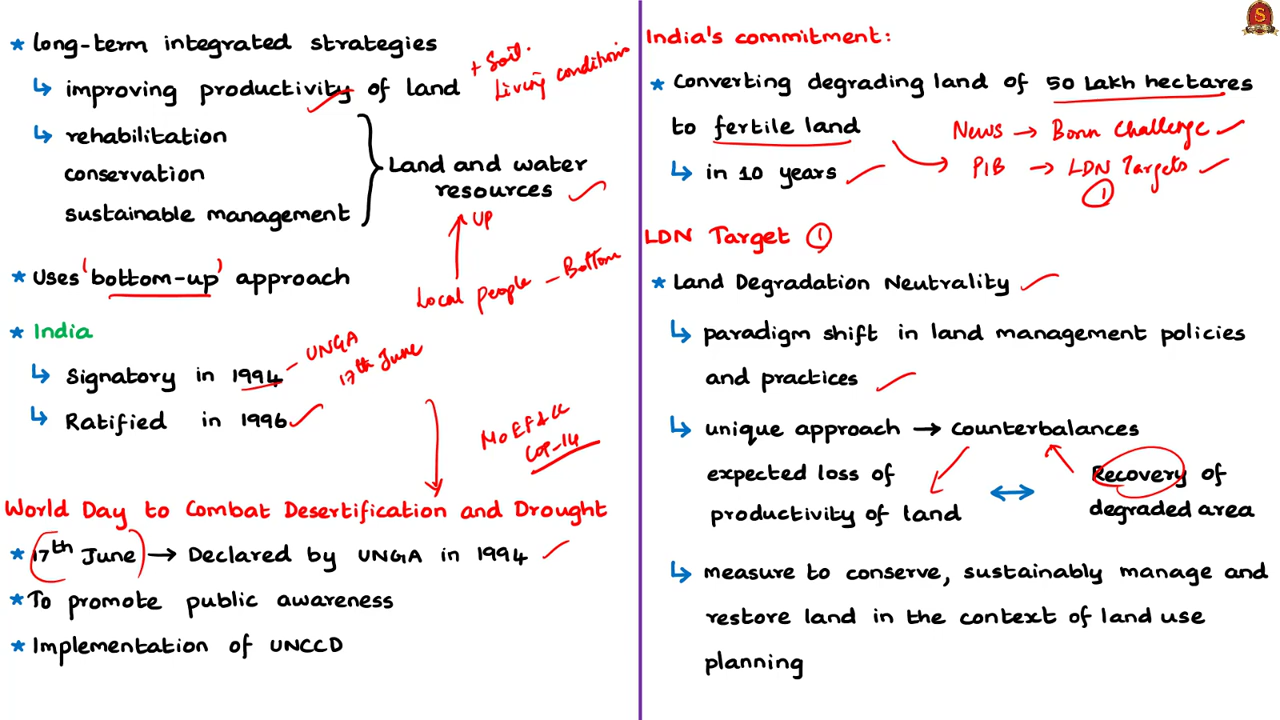 * long-term integrated strategies
↳ improving productivity of land
+ Soil.
Living conditions
↳ rehabilitation
conservation
sustainable management
Land and water
resources
UP
* Uses 'bottom-up' approach
Local people - Bottom
* India
↳ Signatory in 1994 - UNGA
17th June
↳ Ratified in 1996
MoEF&CC
COP-14
World Day to Combat Desertification and Drought
* 17th June → Declared by UNGA in 1994
* To promote public awareness
* Implementation of UNCCD
S
India's commitment:
* Converting degrading land of 50 Lakh hectares
to fertile land
News → Bonn Challenge
↳ in 10 years
PIB → LDN Targets
1
LDN Target 1
* Land Degradation Neutrality
↳ paradigm shift in land management policies
and practices
↳ unique approach → counterbalances
expected loss of
productivity of land
↔
Recovery of
degraded area
↳ measure to conserve, sustainably manage and
restore land in the context of land use
planning